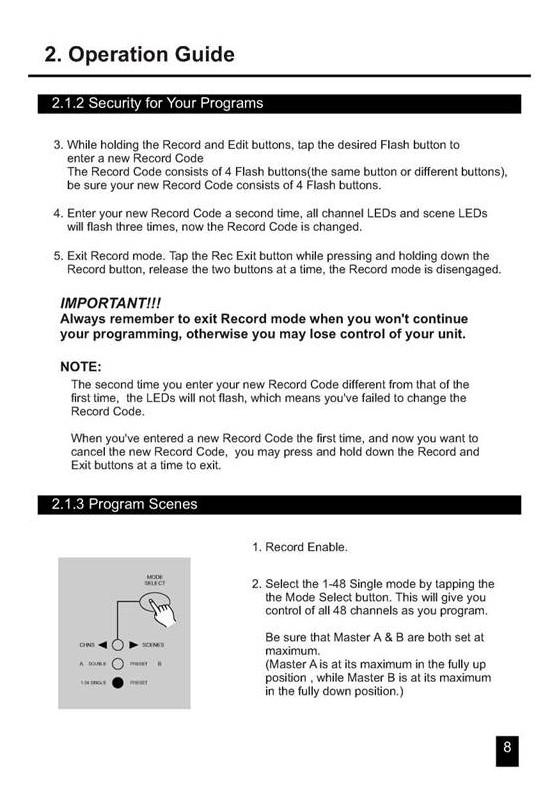 2. Operation Guide
2.1.2 Security for Your Programs
3. While holding the Record and Edit buttons, tap the desired Flash button to
enter a new Record Code
The Record Code consists of 4 Flash buttons(the same button or different buttons),
be sure your new Record Code consists of 4 Flash buttons.
4. Enter your new Record Code a second time, all channel LEDs and scene LEDs
will flash three times, now the Record Code is changed.
5. Exit Record mode. Tap the Rec Exit button while pressing and holding down the
Record button, release the two buttons at a time, the Record mode is disengaged.
IMPORTANT!!!
Always remember to exit Record mode when you won't continue
your programming, otherwise you may lose control of your unit.
NOTE:
The second time you enter your new Record Code different from that of the
first time, the LEDs will not flash, which means you've failed to change the
Record Code.
When you've entered a new Record Code the first time, and now you want to
cancel the new Record Code, you may press and hold down the Record and
Exit buttons at a time to exit.
2.1.3 Program Scenes
1. Record Enable.
2. Select the 1-48 Single mode by tapping the
the Mode Select button. This will give you
control of all 48 channels as you program.
Be sure that Master A & B are both set at
maximum.
(Master A is at its maximum in the fully up
position , while Master B is at its maximum
in the fully down position.)
MODE
SELECT
CHNS SCENES
A DOUBLE PRESET B
SINGLE PRESET
8